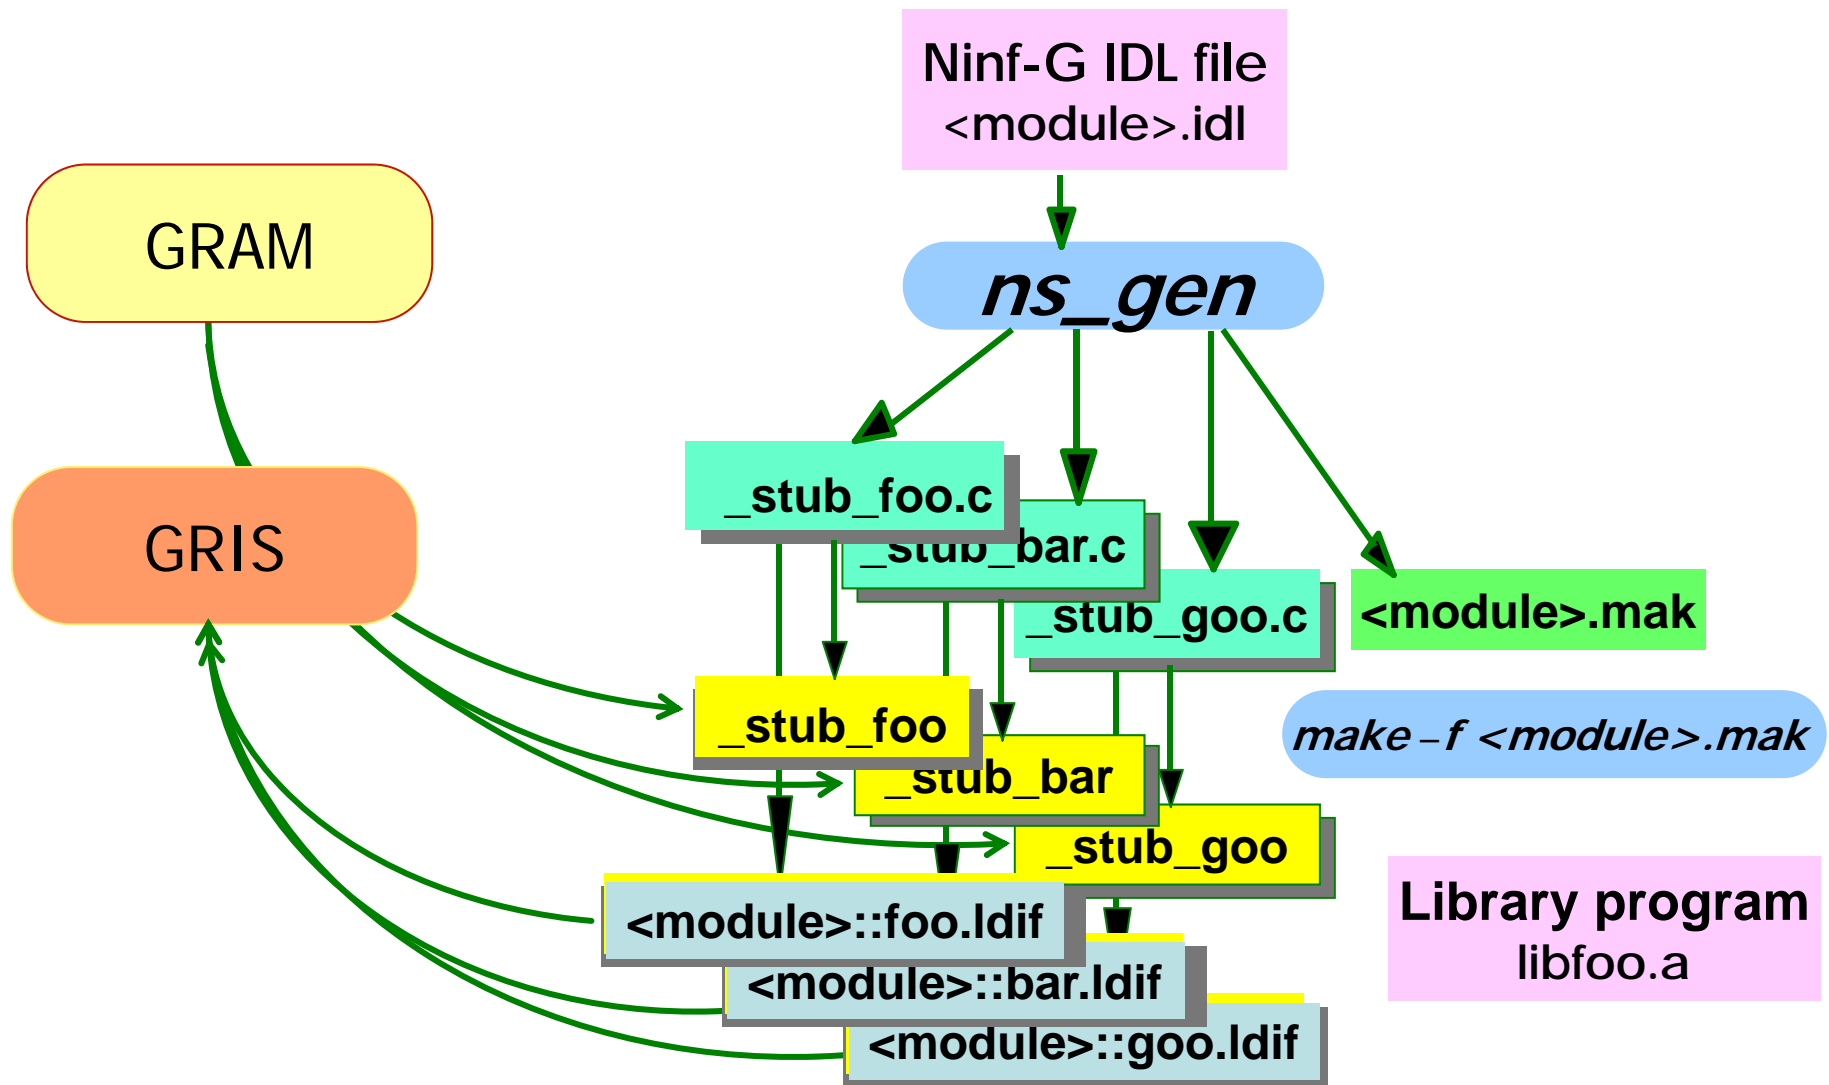 Ninf-G IDL file
<module>.idl
GRAM
ns_gen
_stub_foo.c
_stub_bar.c
GRIS
_stub_goo.c
<module>.mak
_stub_foo
make –f <module>.mak
_stub_bar
_stub_goo
Library program
libfoo.a
<module>::foo.ldif
<module>::bar.ldif
<module>::goo.ldif